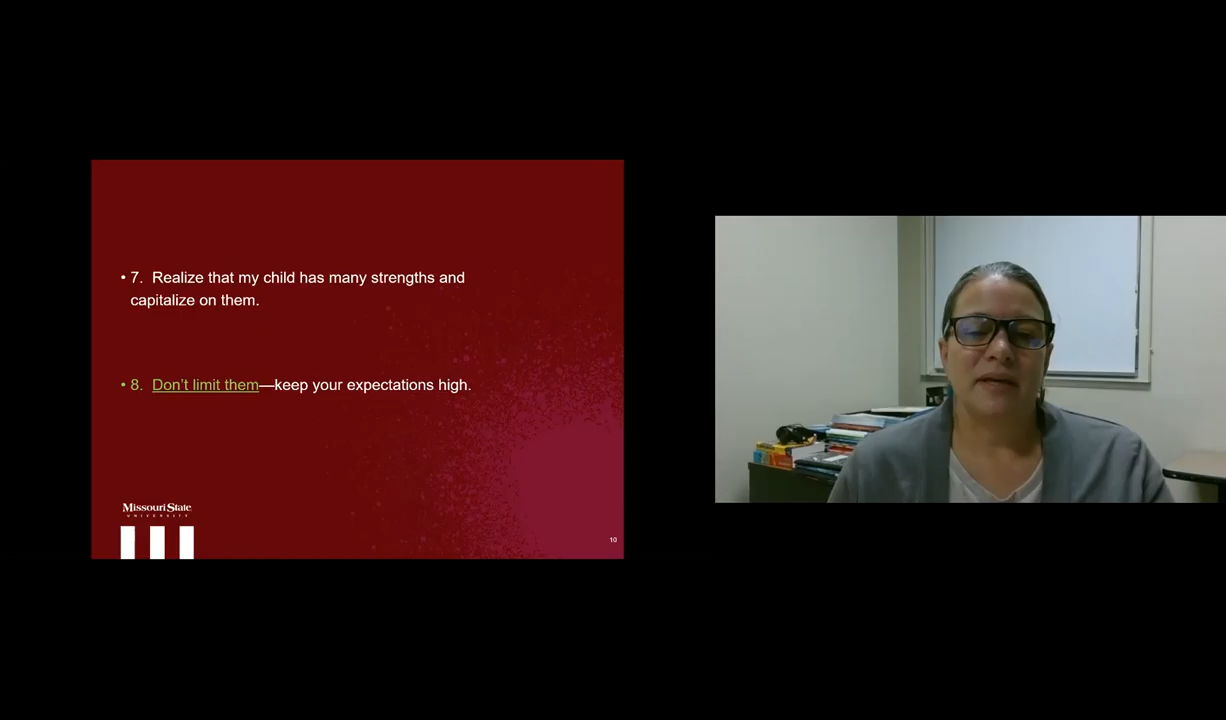 • 7. Realize that my child has many strengths and
capitalize on them.
• 8. Don’t limit them—keep your expectations high.
Missouri State
UNIVERSITY
10